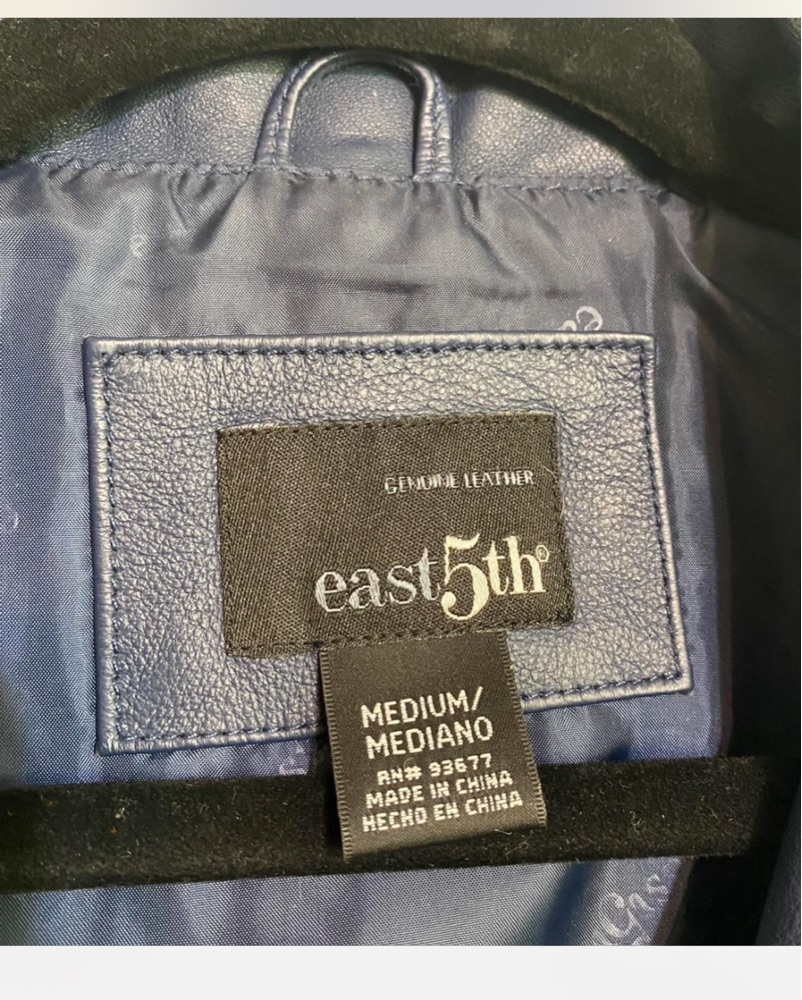 GENUINE LEATHER
east5th®
MEDIUM/
MEDIANO
RN# 93677
MADE IN CHINA
HECHO EN CHINA